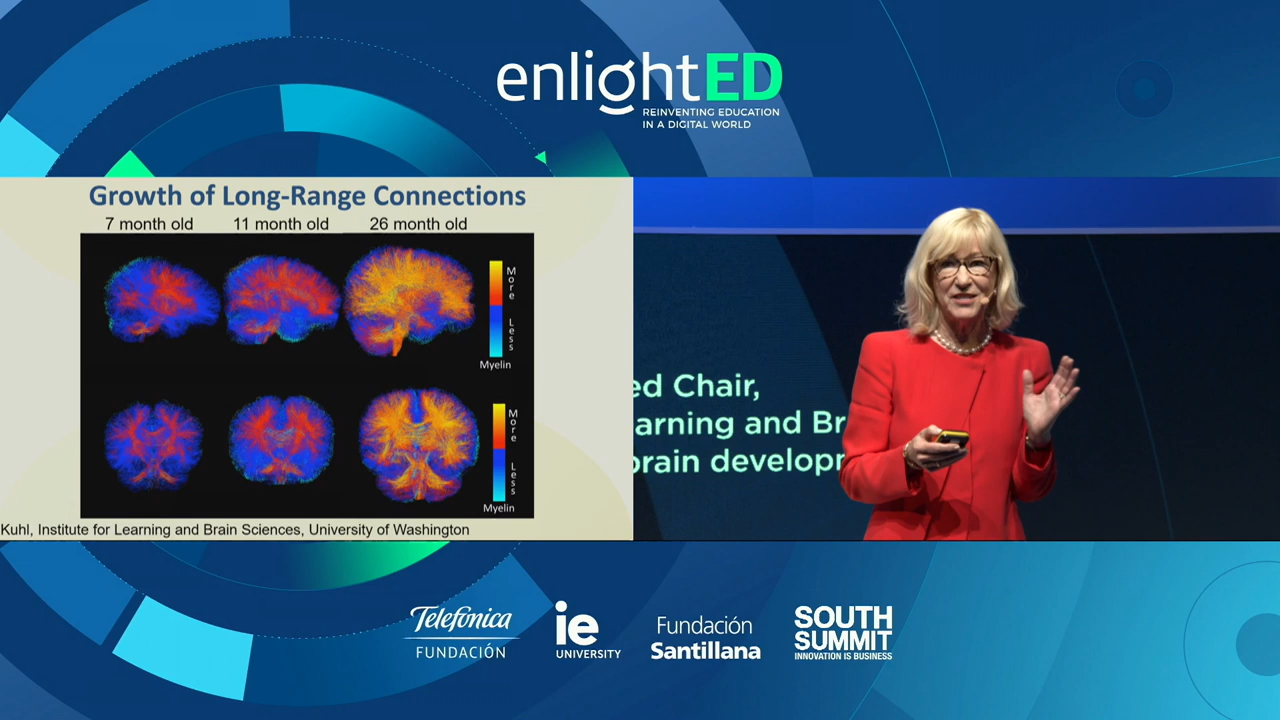 enlightED
REINVENTING EDUCATION
IN A DIGITAL WORLD
Growth of Long-Range Connections
7 month old 11 month old 26 month old
More
Less
Myelin
More
Less
Myelin
Kuhl, Institute for Learning and Brain Sciences, University of Washington
ed Chair,
arning and Br
brain develop
Telefónica
FUNDACIÓN
ie
UNIVERSITY
Fundación
Santillana
SOUTH
SUMMIT
INNOVATION IS BUSINESS